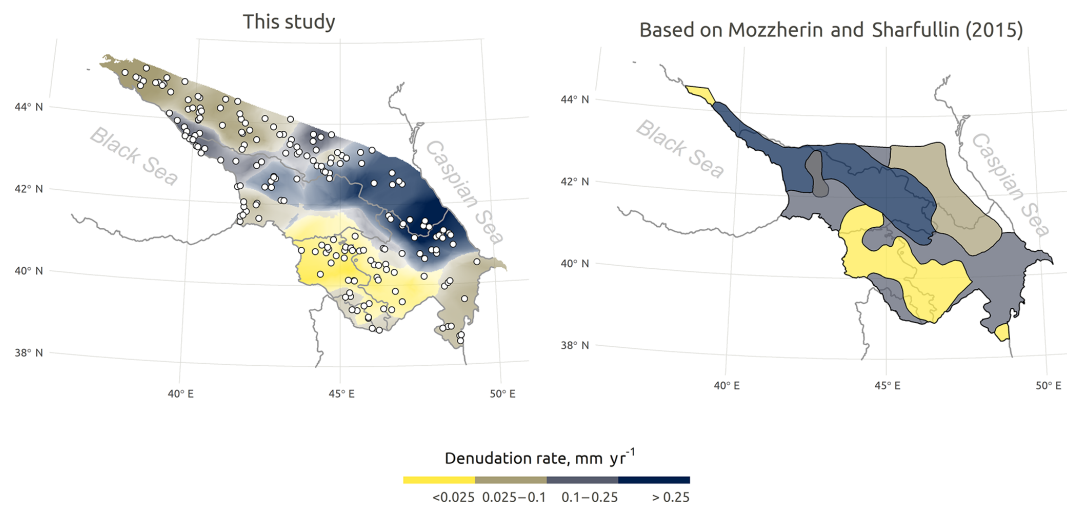 This study
Based on Mozzherin and Sharfullin (2015)
44° N
42° N
40° N
38° N
Black Sea
Caspian Sea
40° E
45° E
50° E
44° N
42° N
40° N
38° N
Black Sea
Caspian Sea
40° E
45° E
50° E
Denudation rate, mm yr-1
<0.025 0.025–0.1 0.1–0.25 > 0.25